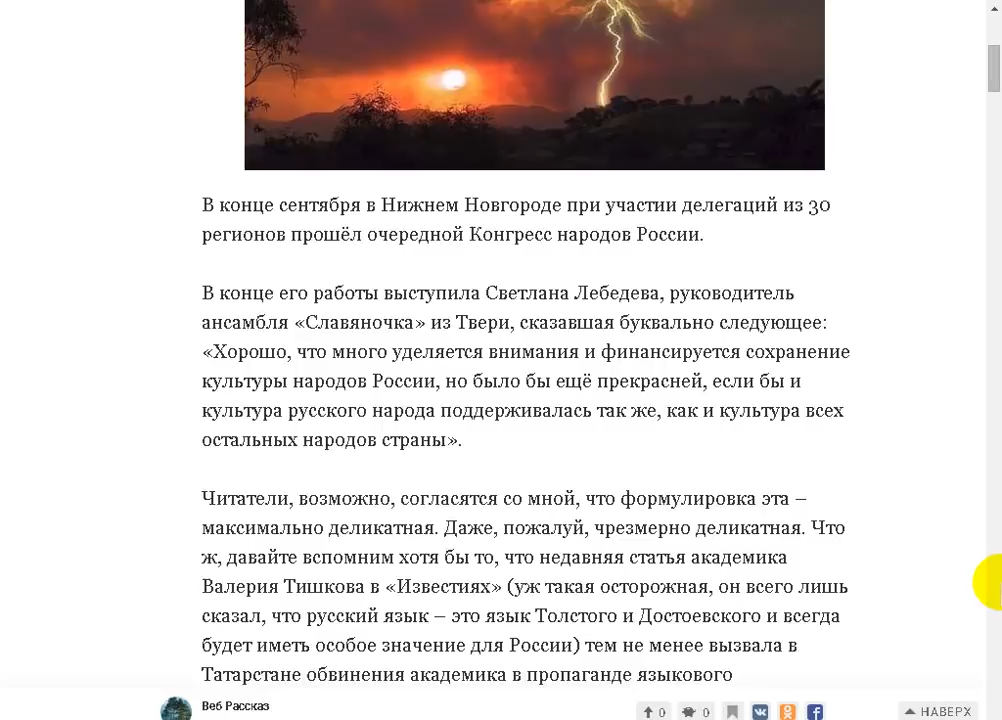 В конце сентября в Нижнем Новгороде при участии делегаций из 30
регионов прошёл очередной Конгресс народов России.
В конце его работы выступила Светлана Лебедева, руководитель
ансамбля «Славяночка» из Твери, сказавшая буквально следующее:
«Хорошо, что много уделяется внимания и финансируется сохранение
культуры народов России, но было бы ещё прекрасней, если бы и
культура русского народа поддерживалась так же, как и культура всех
остальных народов страны».
Читатели, возможно, согласятся со мной, что формулировка эта –
максимально деликатная. Даже, пожалуй, чрезмерно деликатная. Что
ж, давайте вспомним хотя бы то, что недавняя статья академика
Валерия Тишкова в «Известиях» (уж такая осторожная, он всего лишь
сказал, что русский язык – это язык Толстого и Достоевского и всегда
будет иметь особое значение для России) тем не менее вызвала в
Татарстане обвинения академика в пропаганде языкового
Веб Рассказ
0 0 НАВЕРХ